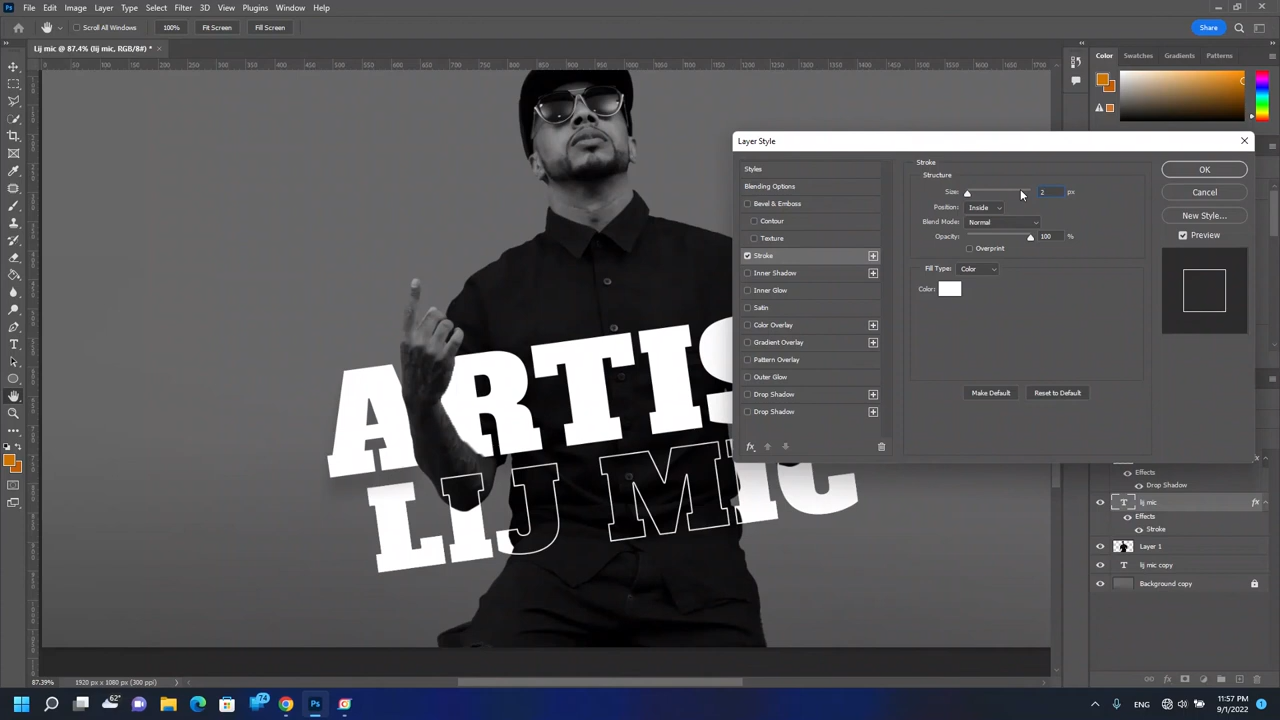 Ps File Edit Image Layer Type Select Filter 3D View Plugins Window Help
Scroll All Windows 100% Fit Screen Fill Screen Share
Lij mic @ 87.4% (lij mic, RGB/8#) *
Color Swatches Gradients Patterns
Layer Style
Styles
Blending Options
Bevel & Emboss
Contour
Texture
Stroke
Inner Shadow
Inner Glow
Satin
Color Overlay
Gradient Overlay
Pattern Overlay
Outer Glow
Drop Shadow
Drop Shadow
fx
Stroke
Structure
Size: 2 px
Position: Inside
Blend Mode: Normal
Opacity: 100 %
Overprint
Fill Type: Color
Color:
Make Default Reset to Default
OK
Cancel
New Style...
Preview
ARTIS
LIJ MIC
Effects
Drop Shadow
T lij mic fx
Effects
Stroke
Layer 1
T lij mic copy
Background copy
87.39% 1920 px x 1080 px (300 ppi)
62° 74 Ps ENG 11:57 PM
9/1/2022